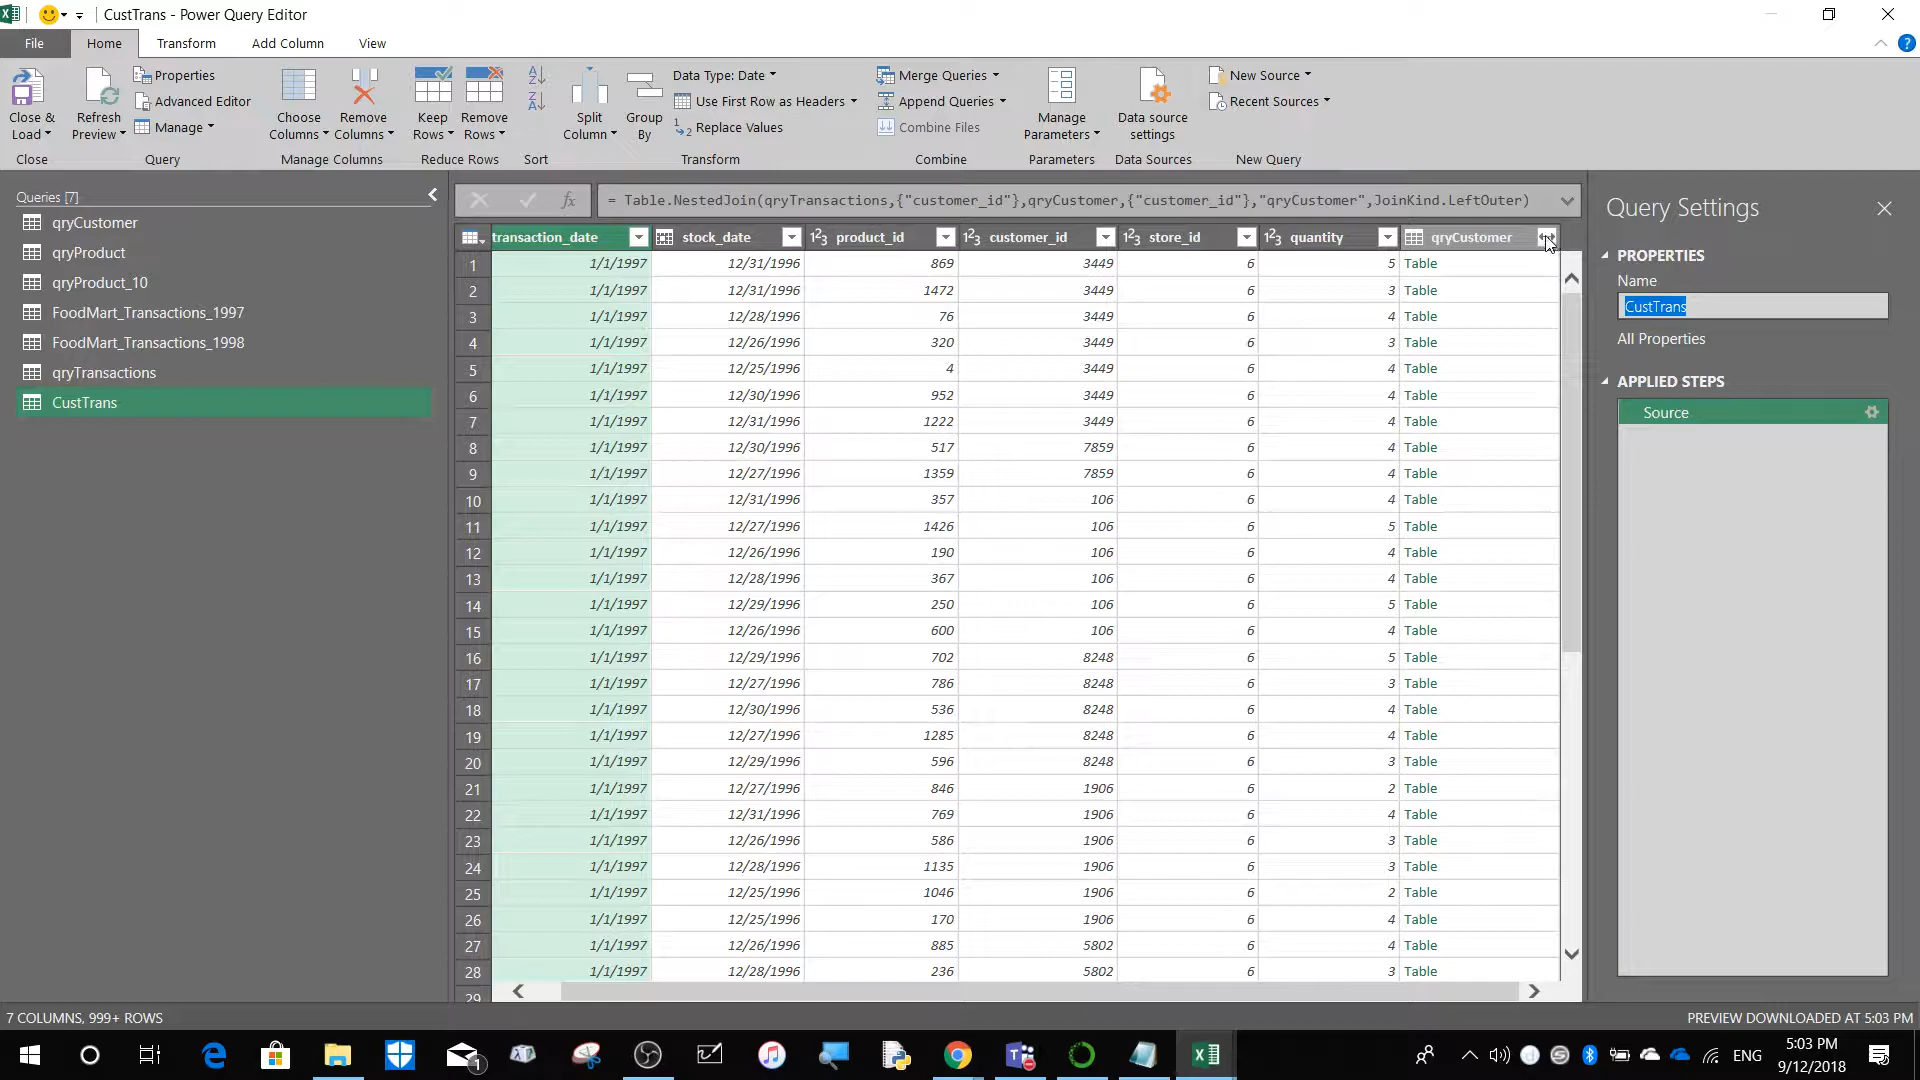 CustTrans - Power Query Editor
File Home Transform Add Column View
Close & Load
Close
Refresh Preview
Properties
Advanced Editor
Manage
Query
Choose Columns
Remove Columns
Manage Columns
Keep Rows
Remove Rows
Reduce Rows
Sort
Split Column
Group By
Data Type: Date
Use First Row as Headers
Replace Values
Transform
Merge Queries
Append Queries
Combine Files
Combine
Manage Parameters
Parameters
Data source settings
Data Sources
New Source
Recent Sources
New Query
Queries [7]
qryCustomer
qryProduct
qryProduct_10
FoodMart_Transactions_1997
FoodMart_Transactions_1998
qryTransactions
CustTrans
= Table.NestedJoin(qryTransactions,{"customer_id"},qryCustomer,{"customer_id"},"qryCustomer",JoinKind.LeftOuter)
transaction_date stock_date product_id customer_id store_id quantity qryCustomer
1 1/1/1997 12/31/1996 869 3449 6 5 Table
2 1/1/1997 12/31/1996 1472 3449 6 3 Table
3 1/1/1997 12/28/1996 76 3449 6 4 Table
4 1/1/1997 12/26/1996 320 3449 6 3 Table
5 1/1/1997 12/25/1996 4 3449 6 4 Table
6 1/1/1997 12/30/1996 952 3449 6 4 Table
7 1/1/1997 12/31/1996 1222 3449 6 4 Table
8 1/1/1997 12/30/1996 517 7859 6 4 Table
9 1/1/1997 12/27/1996 1359 7859 6 4 Table
10 1/1/1997 12/31/1996 357 106 6 4 Table
11 1/1/1997 12/27/1996 1426 106 6 5 Table
12 1/1/1997 12/26/1996 190 106 6 4 Table
13 1/1/1997 12/28/1996 367 106 6 4 Table
14 1/1/1997 12/29/1996 250 106 6 5 Table
15 1/1/1997 12/26/1996 600 106 6 4 Table
16 1/1/1997 12/29/1996 702 8248 6 5 Table
17 1/1/1997 12/27/1996 786 8248 6 3 Table
18 1/1/1997 12/30/1996 536 8248 6 4 Table
19 1/1/1997 12/27/1996 1285 8248 6 4 Table
20 1/1/1997 12/29/1996 596 8248 6 3 Table
21 1/1/1997 12/27/1996 846 1906 6 2 Table
22 1/1/1997 12/31/1996 769 1906 6 4 Table
23 1/1/1997 12/26/1996 586 1906 6 3 Table
24 1/1/1997 12/28/1996 1135 1906 6 3 Table
25 1/1/1997 12/25/1996 1046 1906 6 2 Table
26 1/1/1997 12/25/1996 170 1906 6 4 Table
27 1/1/1997 12/26/1996 885 5802 6 4 Table
28 1/1/1997 12/28/1996 236 5802 6 3 Table
29
Query Settings
PROPERTIES
Name
CustTrans
All Properties
APPLIED STEPS
Source
7 COLUMNS, 999+ ROWS
PREVIEW DOWNLOADED AT 5:03 PM
ENG
5:03 PM
9/12/2018